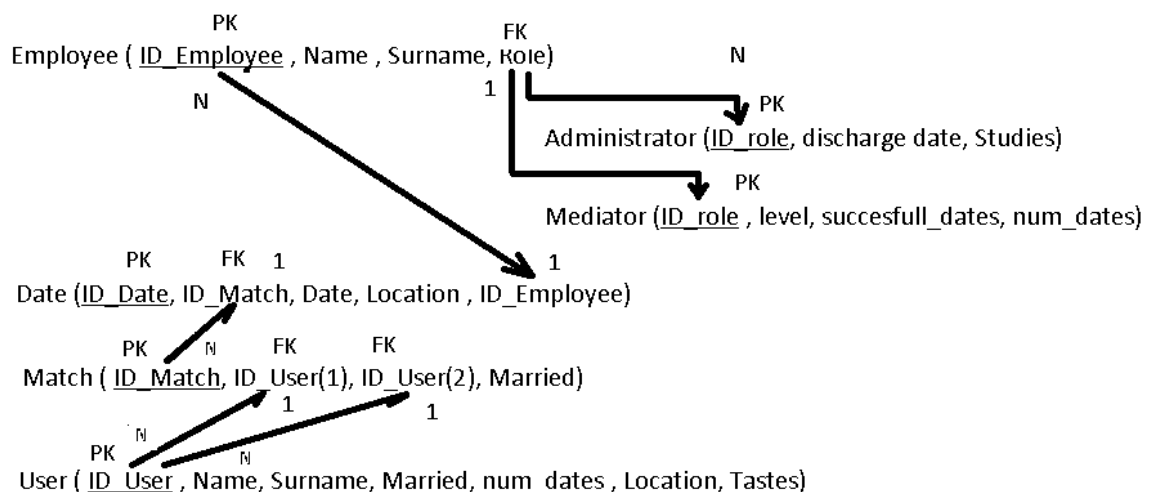 PK
FK
Employee ( ID_Employee , Name , Surname, Role)
N
1
N
PK
Administrator (ID_role, discharge date, Studies)
PK
Mediator (ID_role , level, succesfull_dates, num_dates)
PK FK 1
1
Date (ID_Date, ID_Match, Date, Location , ID_Employee)
PK N FK FK
Match ( ID_Match, ID_User(1), ID_User(2), Married)
1
1
N
PK
N
User ( ID_User , Name, Surname, Married, num_dates , Location, Tastes)